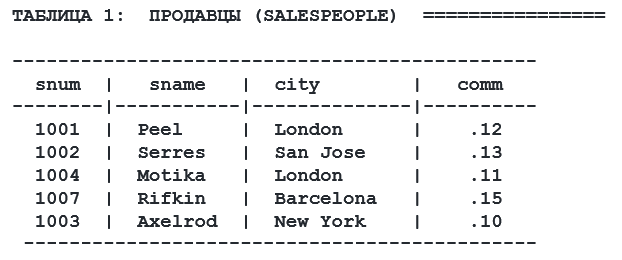 ТАБЛИЦА 1:  ПРОДАВЦЫ (SALESPEOPLE)  ================
----------------------------------------------
  snum  |   sname   |  city        |   comm
--------|-----------|--------------|----------
  1001  |  Peel     |  London      |    .12
  1002  |  Serres   |  San Jose    |    .13
  1004  |  Motika   |  London      |    .11
  1007  |  Rifkin   |  Barcelona   |    .15
  1003  |  Axelrod  |  New York    |    .10
 ---------------------------------------------